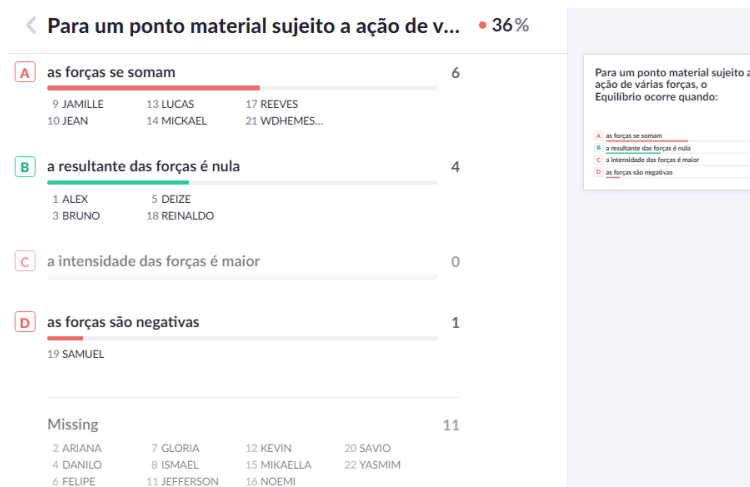 Para um ponto material sujeito a ação de v... 36%
A as forças se somam 6
9 JAMILLE 13 LUCAS 17 REEVES
10 JEAN 14 MICKAEL 21 WDHEMES...
B a resultante das forças é nula 4
1 ALEX 5 DEIZE
3 BRUNO 18 REINALDO
C a intensidade das forças é maior 0
D as forças são negativas 1
19 SAMUEL
Missing 11
2 ARIANA 7 GLORIA 12 KEVIN 20 SAVIO
4 DANILO 8 ISMAEL 15 MIKAELLA 22 YASMIM
6 FELIPE 11 JEFFERSON 16 NOEMI
Para um ponto material sujeito a
ação de várias forças, o
Equilíbrio ocorre quando:
A as forças se somam
B a resultante das forças é nula
C a intensidade das forças é maior
D as forças são negativas